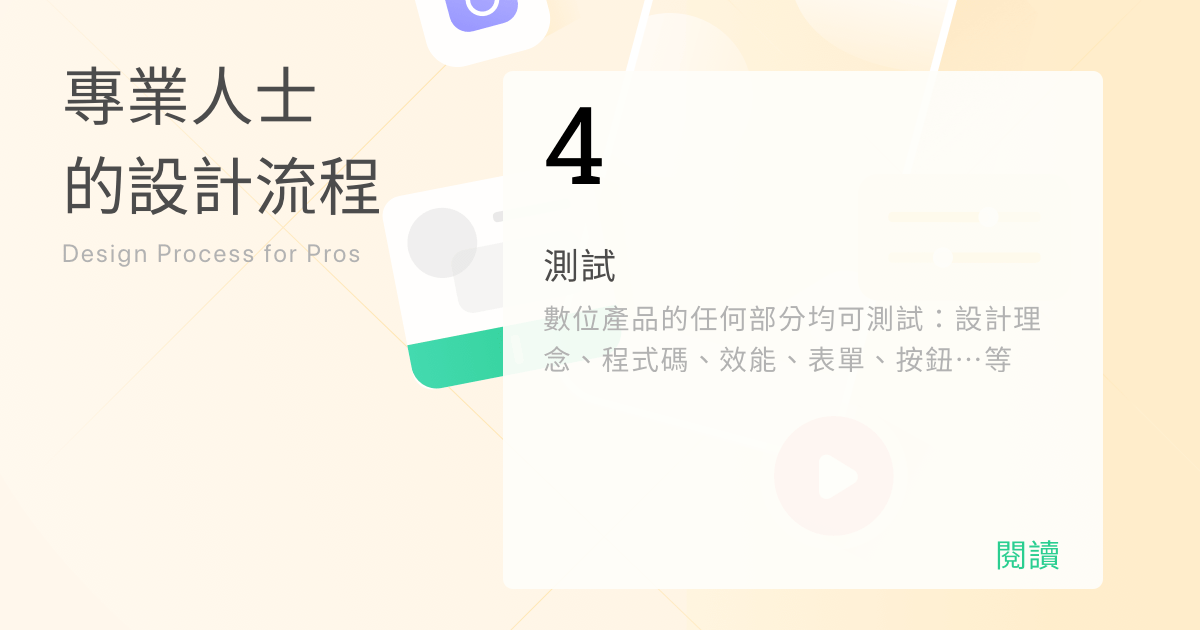 專業人士
的設計流程
Design Process for Pros
4
測試
數位產品的任何部分均可測試：設計理
念、程式碼、效能、表單、按鈕⋯等
閱讀